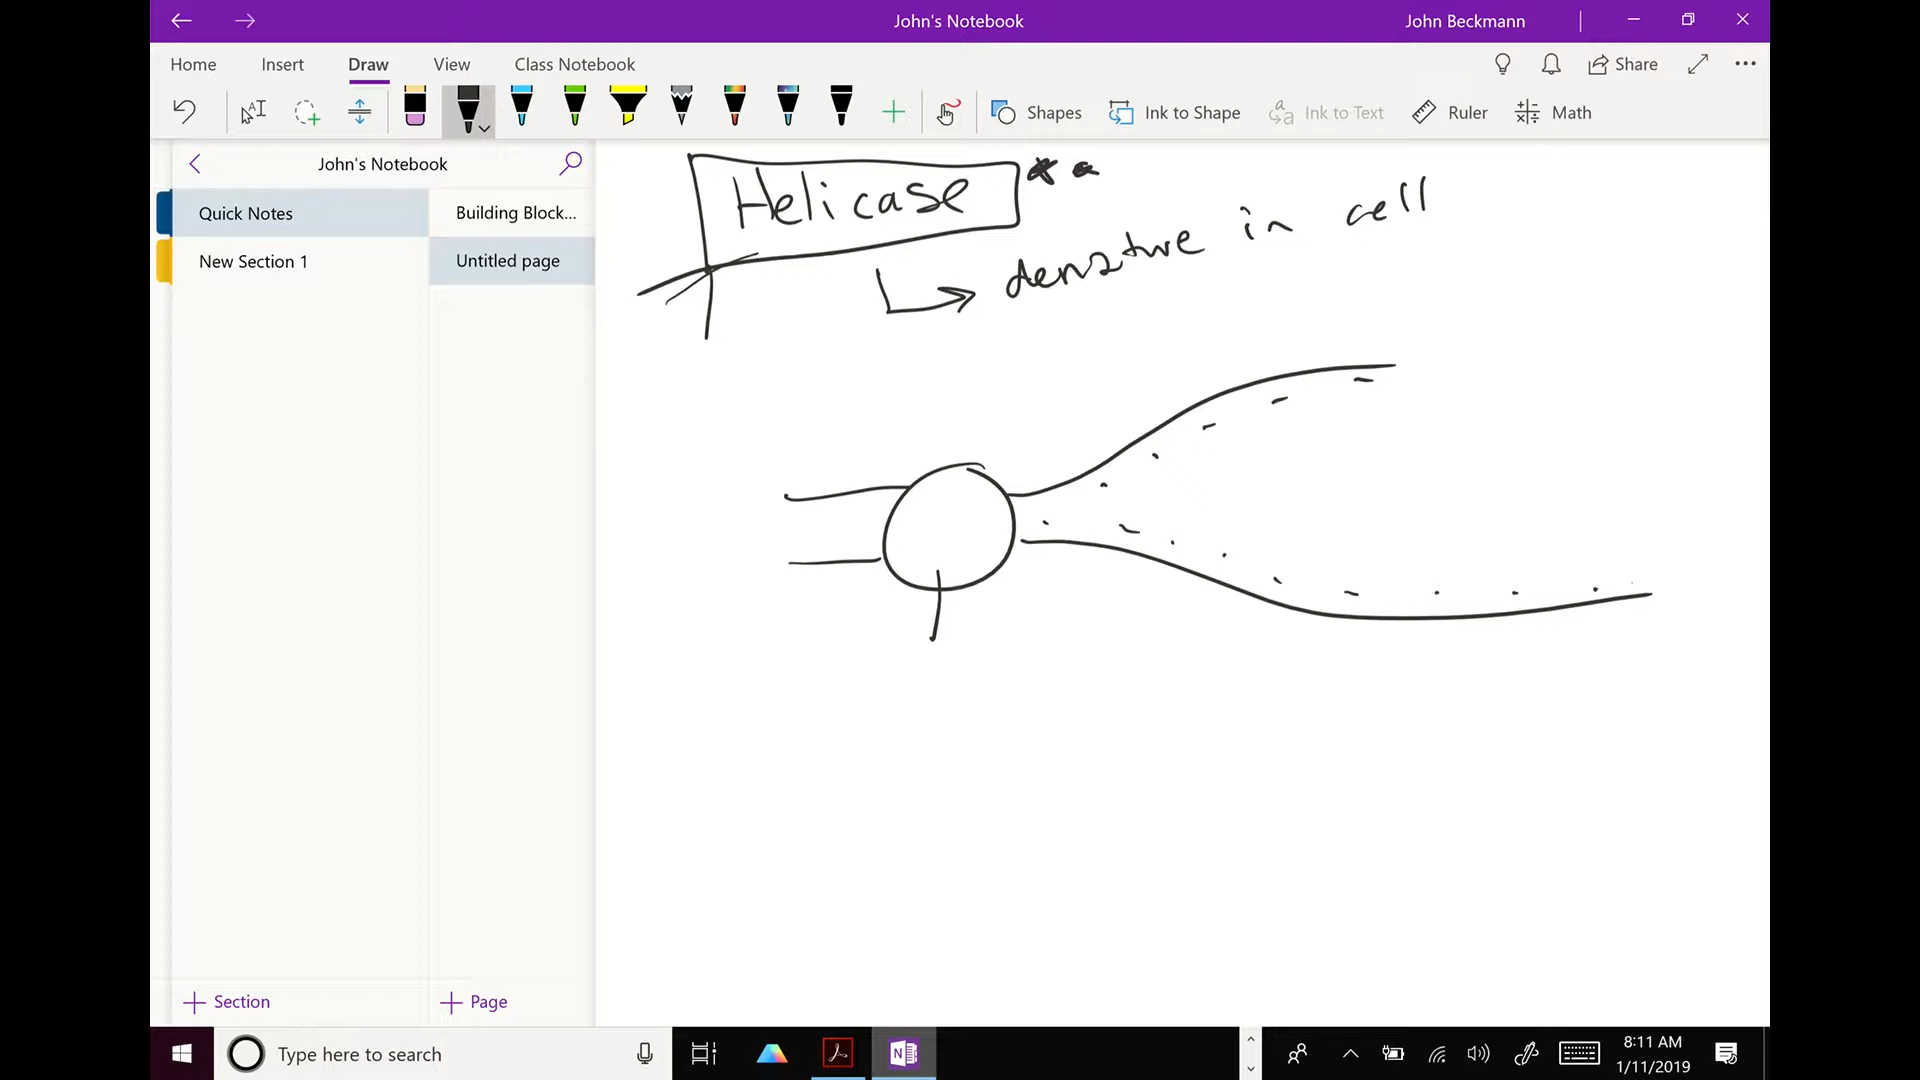 John's Notebook
John Beckmann
Home Insert Draw View Class Notebook
Share
Shapes Ink to Shape Ink to Text Ruler Math
John's Notebook
Quick Notes
New Section 1
Building Block...
Untitled page
Helicase
in cell
Section
Page
Type here to search
8:11 AM
1/11/2019